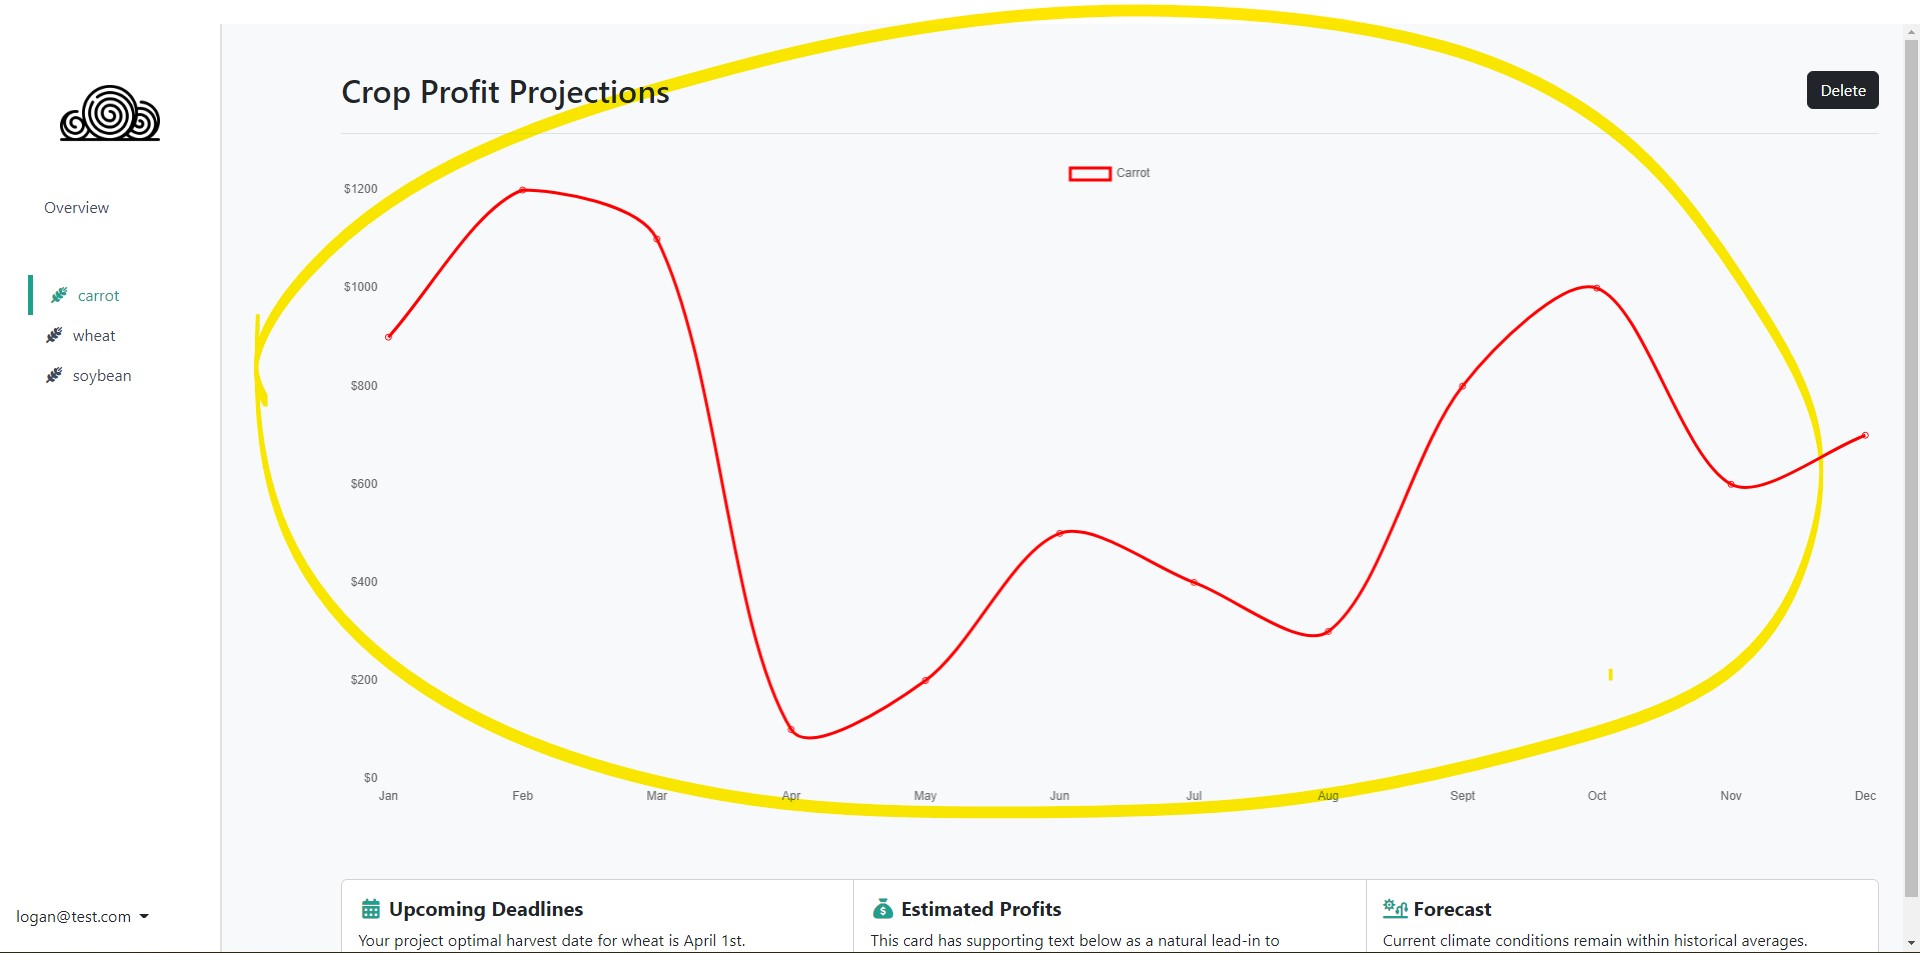 Crop Profit Projections
Delete
Overview
carrot
wheat
soybean
logan@test.com
Carrot
$1200
$1000
$800
$600
$400
$200
$0
Jan Feb Mar Apr May Jun Jul Aug Sept Oct Nov Dec
Upcoming Deadlines
Your project optimal harvest date for wheat is April 1st.
Estimated Profits
This card has supporting text below as a natural lead-in to
Forecast
Current climate conditions remain within historical averages.